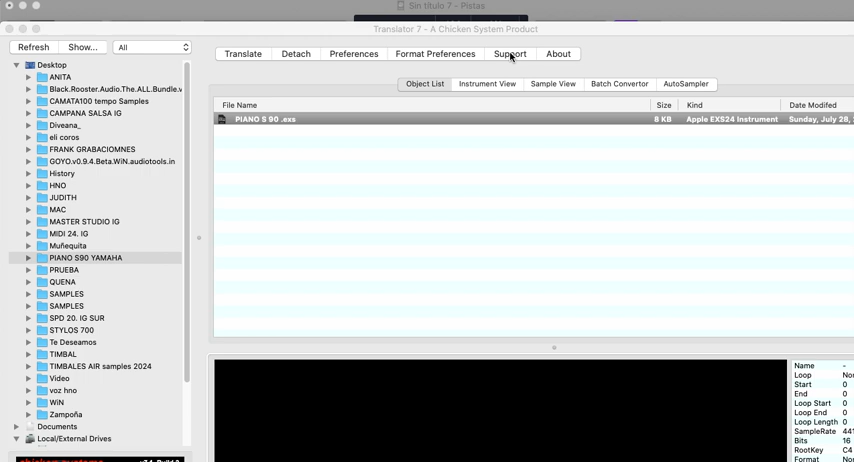 Sin título 7 - Pistas
Translator 7 - A Chicken System Product
Refresh Show... All
Translate Detach Preferences Format Preferences Support About
Desktop
ANITA
Black.Rooster.Audio.The.ALL.Bundle.v
CAMATA100 tempo Samples
CAMPANA SALSA IG
Diveana_
eli coros
FRANK GRABACIOMNES
GOYO.v0.9.4.Beta.WiN.audiotools.in
History
HNO
JUDITH
MAC
MASTER STUDIO IG
MIDI 24. IG
Muñequita
PIANO S90 YAMAHA
PRUEBA
QUENA
SAMPLES
SAMPLES
SPD 20. IG SUR
STYLOS 700
Te Deseamos
TIMBAL
TIMBALES AIR samples 2024
Video
voz hno
WiN
Zampoña
Documents
Local/External Drives
Object List Instrument View Sample View Batch Convertor AutoSampler
File Name Size Kind Date Modifed
PIANO S 90 .exs 8 KB Apple EXS24 Instrument Sunday, July 28,
Name -
Loop Nor
Start 0
End 0
Loop Start 0
Loop End 0
Loop Length 0
SampleRate 441
Bits 16
RootKey C4
Format